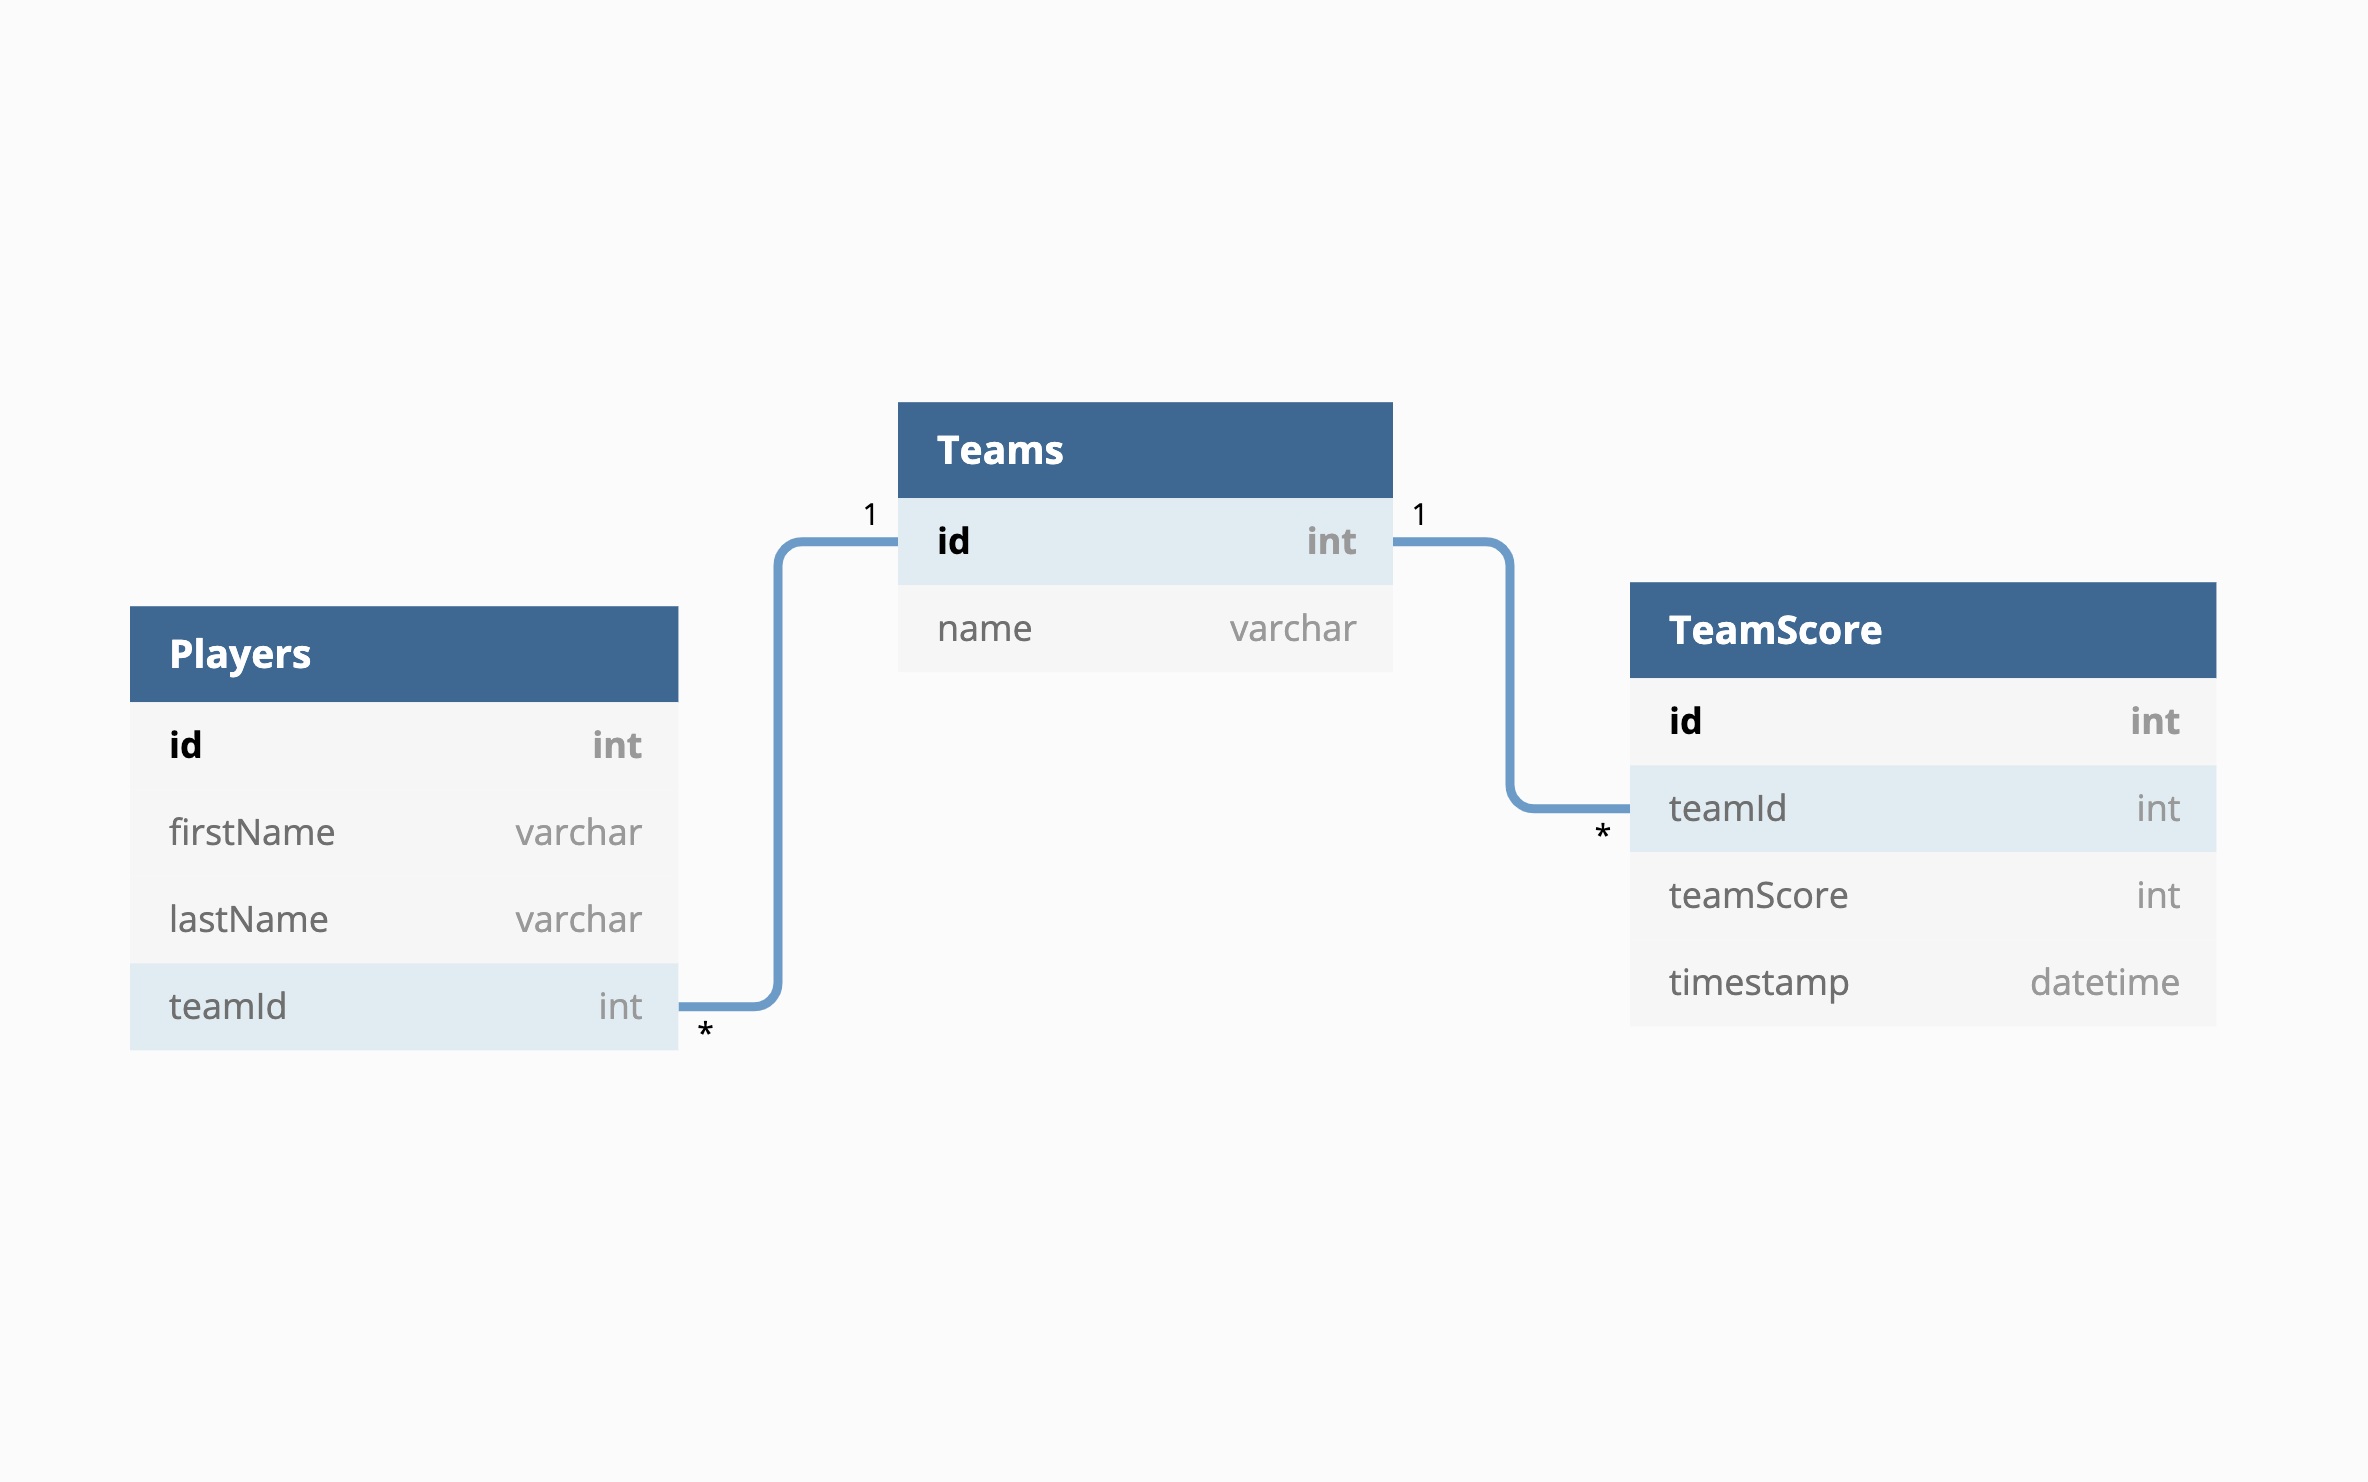 Players
id int
firstName varchar
lastName varchar
teamId int
*
1
Teams
1
id int
name varchar
TeamScore
id int
teamId int
*
teamScore int
timestamp datetime